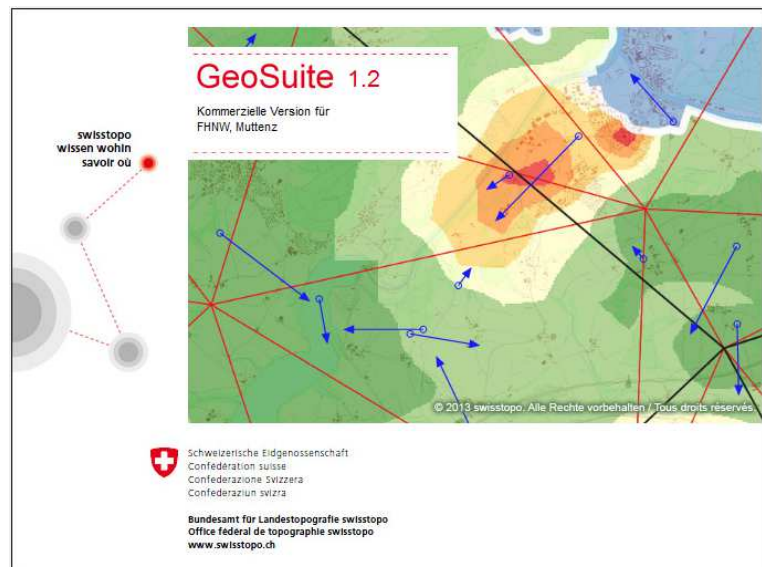 GeoSuite 1.2
Kommerzielle Version für
FHNW, Muttenz
swisstopo
wissen wohin
savoir où
© 2013 swisstopo. Alle Rechte vorbehalten / Tous droits réservés.
Schweizerische Eidgenossenschaft
Confédération suisse
Confederazione Svizzera
Confederaziun svizra
Bundesamt für Landestopografie swisstopo
Office fédéral de topographie swisstopo
www.swisstopo.ch